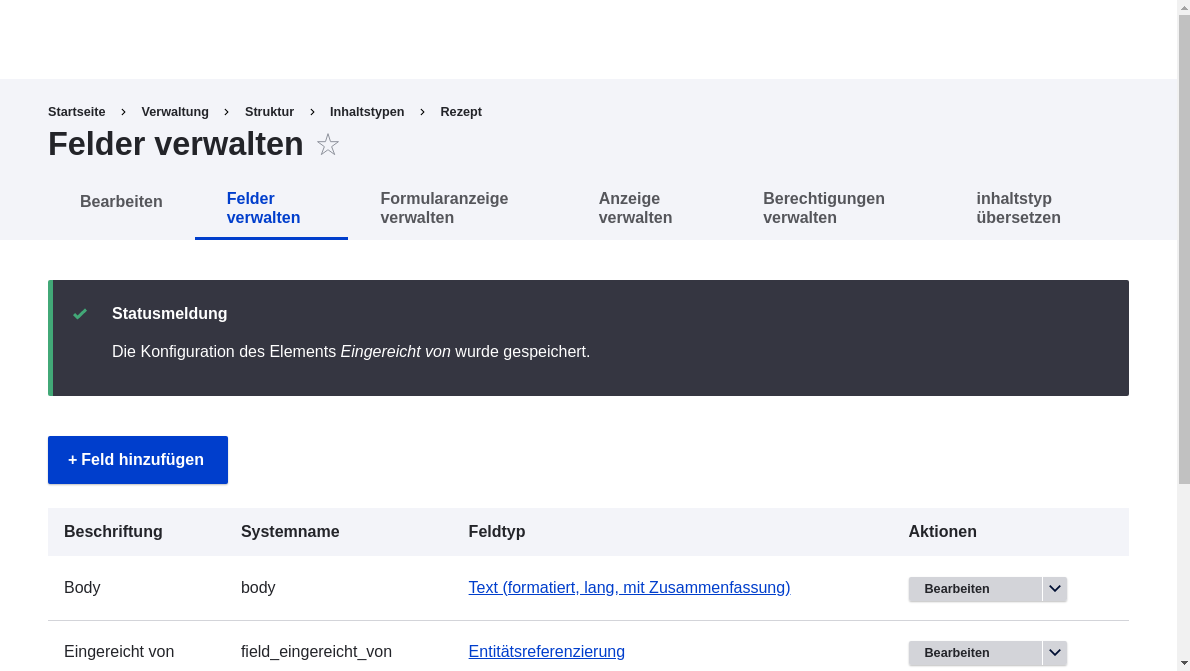 Startseite > Verwaltung > Struktur > Inhaltstypen > Rezept
Felder verwalten ☆
Bearbeiten
Felder
verwalten
Formularanzeige
verwalten
Anzeige
verwalten
Berechtigungen
verwalten
inhaltstyp
übersetzen
Statusmeldung
Die Konfiguration des Elements Eingereicht von wurde gespeichert.
+ Feld hinzufügen
Beschriftung Systemname Feldtyp Aktionen
Body body Text (formatiert, lang, mit Zusammenfassung) Bearbeiten
Eingereicht von field_eingereicht_von Entitätsreferenzierung Bearbeiten